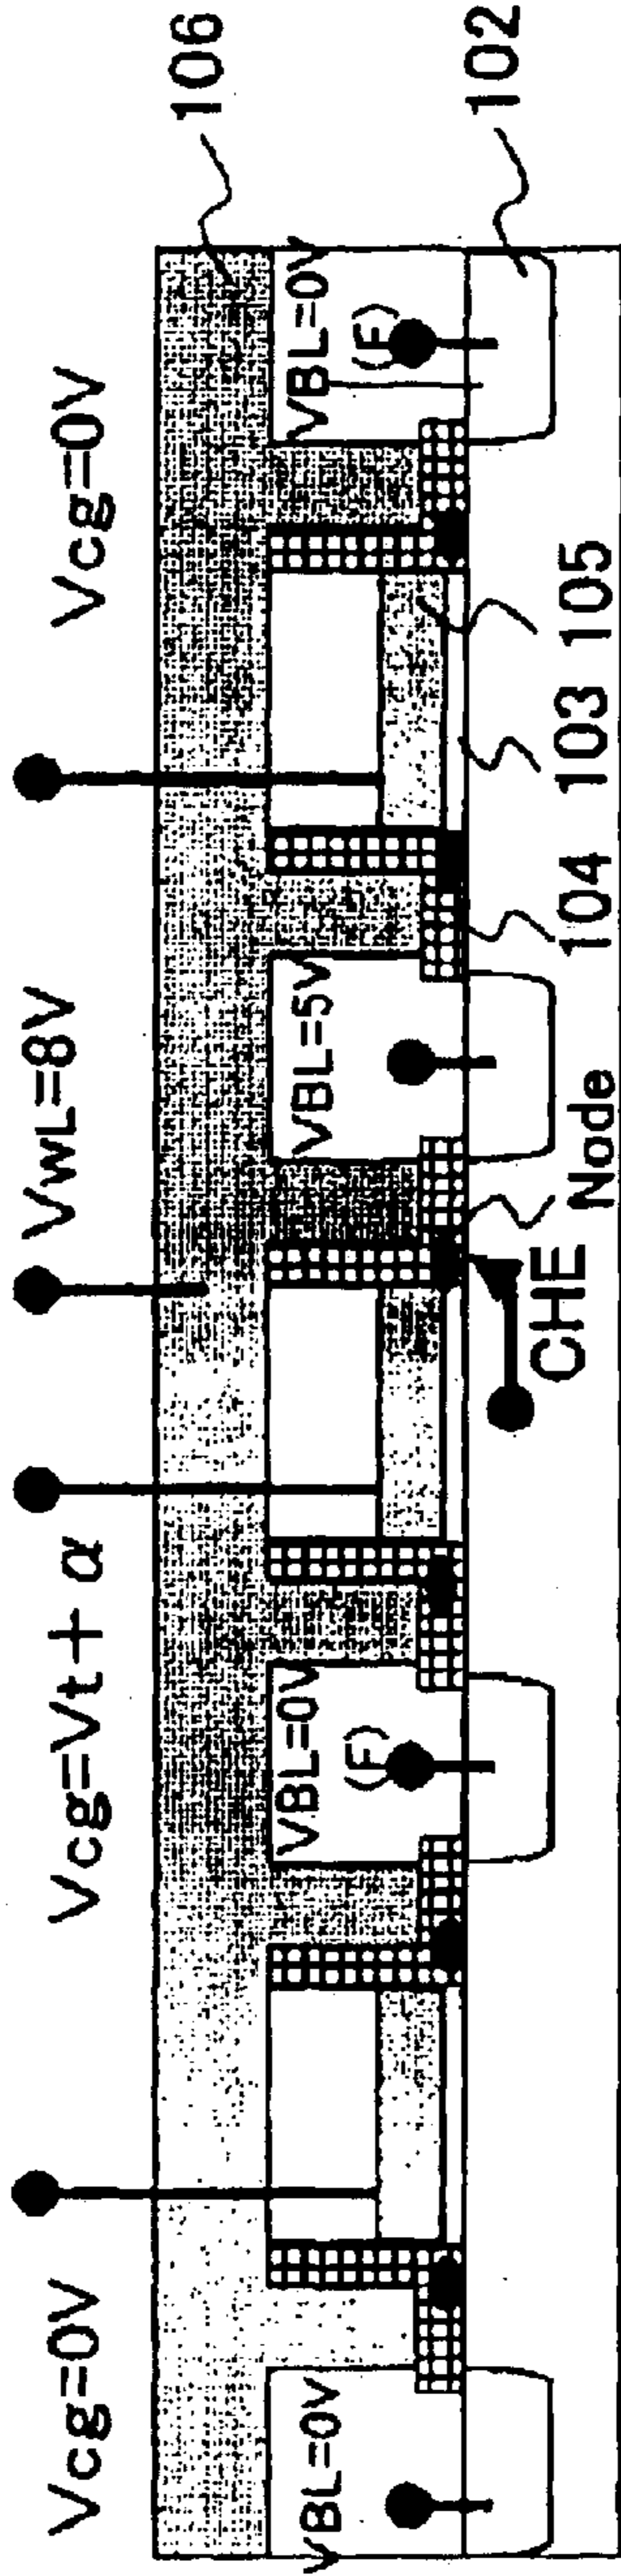 Vcg=0V
Vcg=Vt+α
VWL=8V
Vcg=0V
106
VBL=0V
VBL=0V
(F)
VBL=5V
VBL=0V
(F)
CHE
Node
104
103
105
102